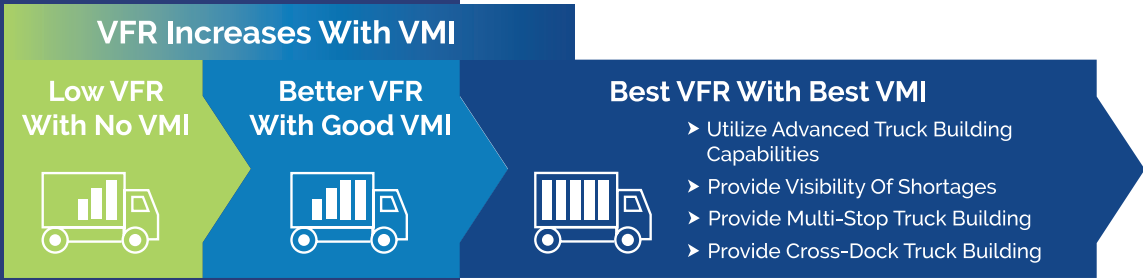 VFR Increases With VMI
Low VFR
With No VMI
Better VFR
With Good VMI
Best VFR With Best VMI
➤ Utilize Advanced Truck Building
Capabilities
➤ Provide Visibility Of Shortages
➤ Provide Multi-Stop Truck Building
➤ Provide Cross-Dock Truck Building